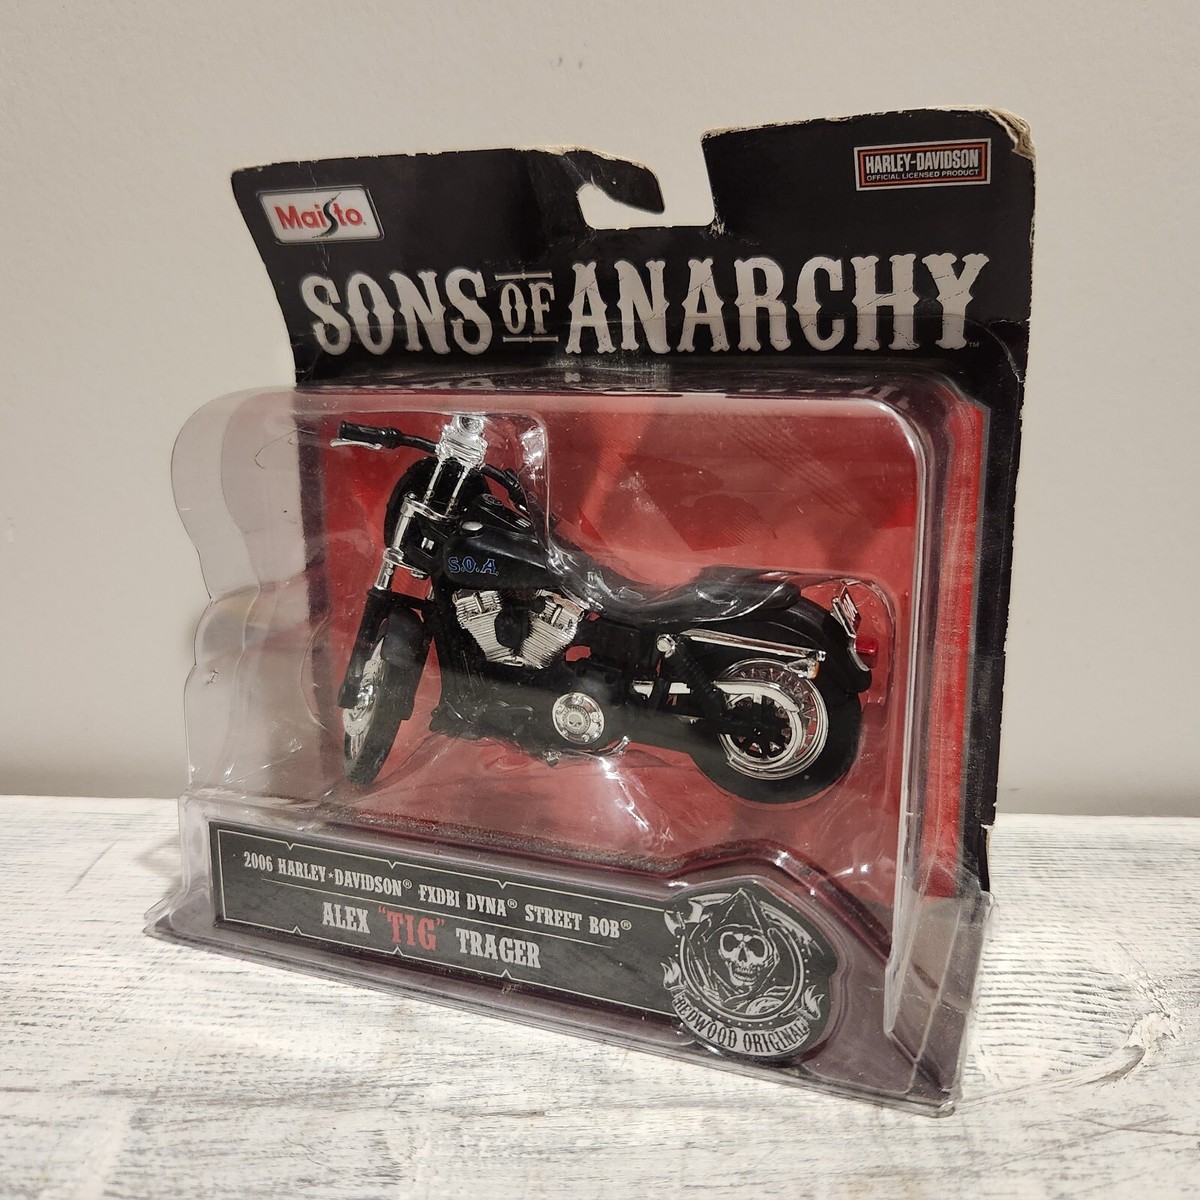 Maisto
HARLEY-DAVIDSON
OFFICIAL LICENSED PRODUCT
SONS OF ANARCHY™
S.O.A.
2006 HARLEY-DAVIDSON® FXDBI DYNA® STREET BOB®
ALEX "TIG" TRAGER
REDWOOD ORIGINAL